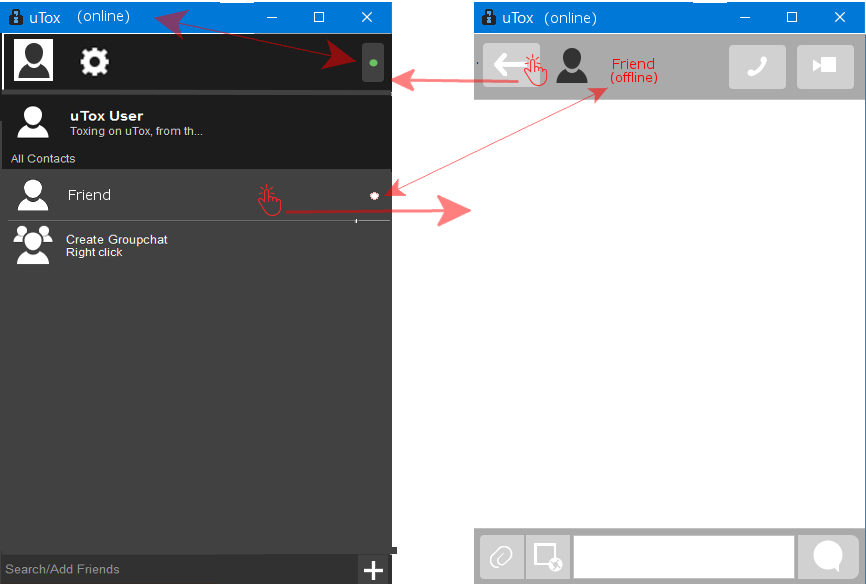 uTox (online)
uTox User
Toxing on uTox, from th...
All Contacts
Friend
Create Groupchat
Right click
Search/Add Friends
uTox (online)
Friend
(offline)